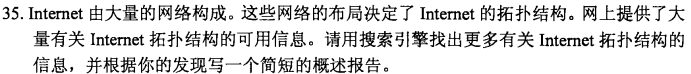 35. Internet 由大量的网络构成。这些网络的布局决定了 Internet 的拓扑结构。网上提供了大
量有关 Internet 拓扑结构的可用信息。请用搜索引擎找出更多有关 Internet 拓扑结构的
信息，并根据你的发现写一个简短的概述报告。